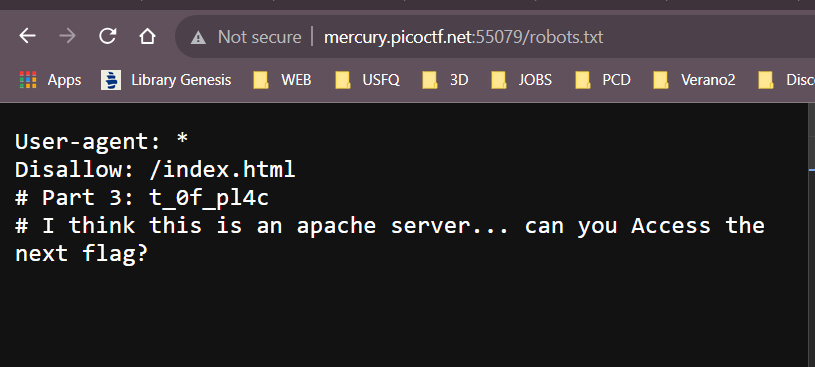 Not secure | mercury.picoctf.net:55079/robots.txt
Apps Library Genesis WEB USFQ 3D JOBS PCD Verano2 Disc
User-agent: *
Disallow: /index.html
# Part 3: t_0f_pl4c
# I think this is an apache server... can you Access the
next flag?